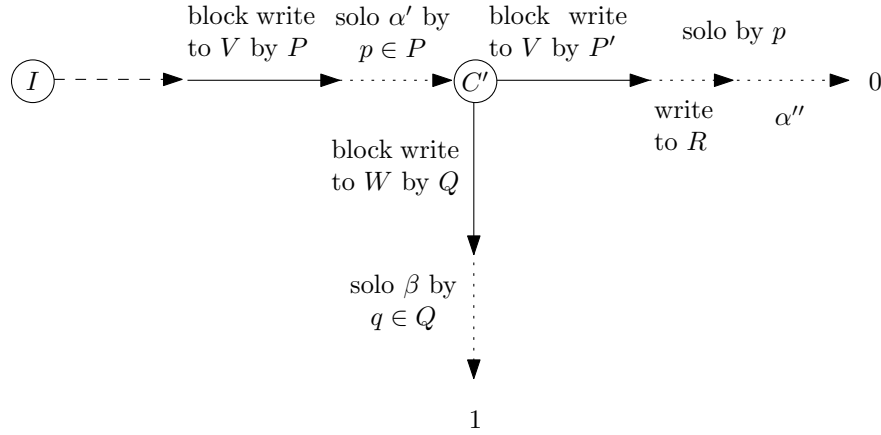 block write
to V by P
solo α′ by
p ∈ P
block write
to V by P′
solo by p
I
C′
0
write
to R
α″
block write
to W by Q
solo β by
q ∈ Q
1